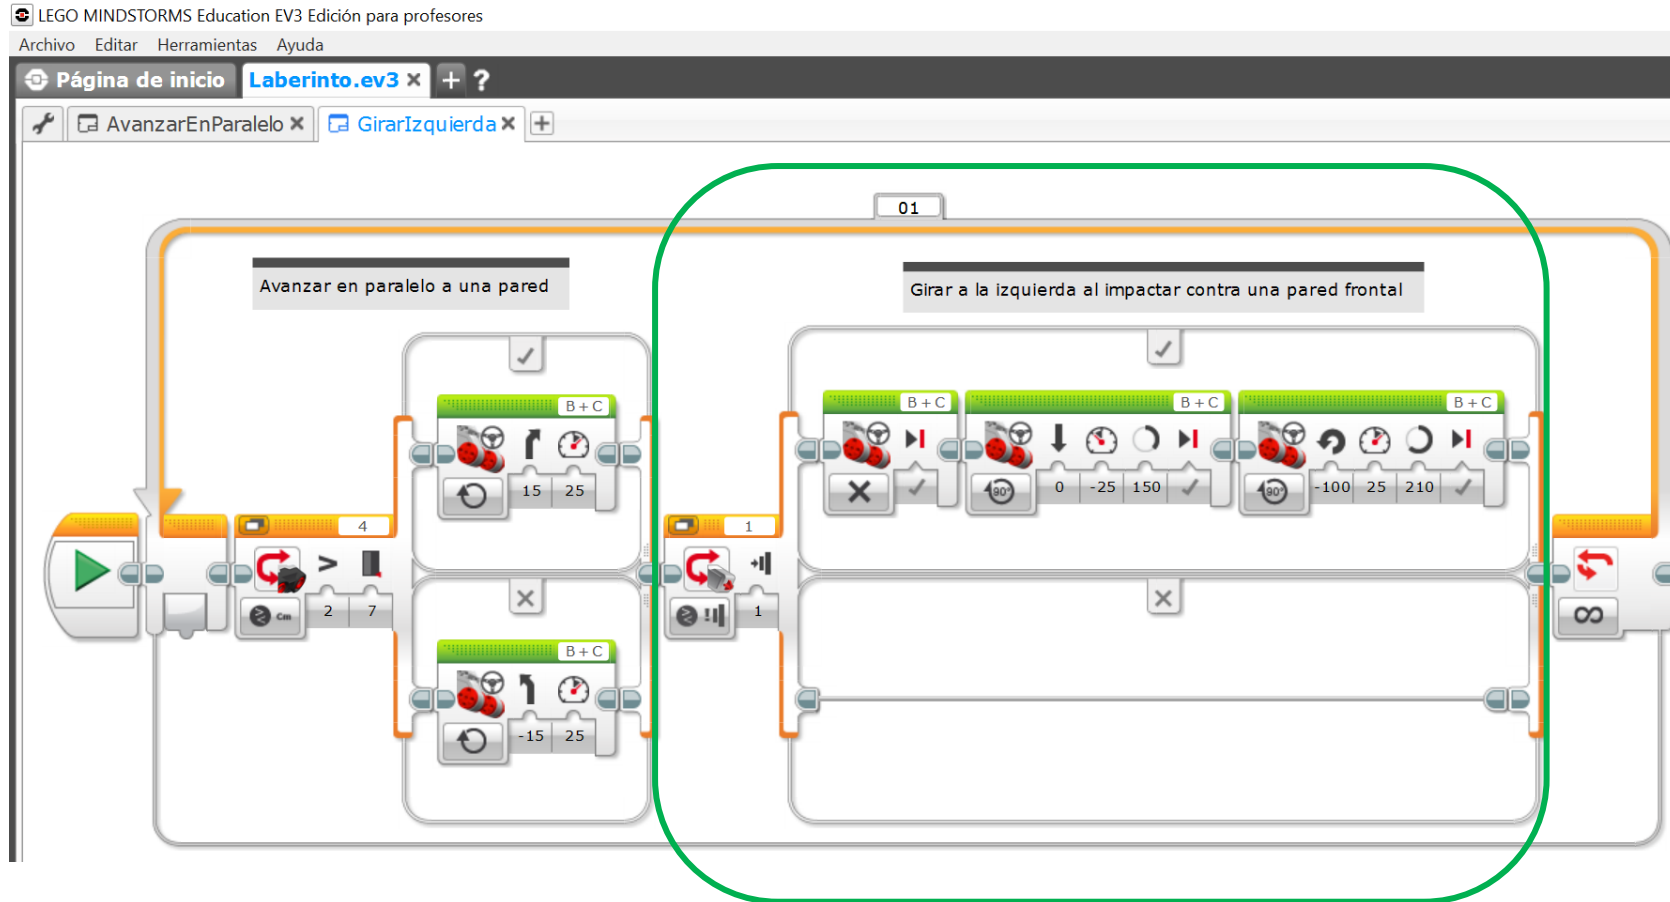 LEGO MINDSTORMS Education EV3 Edición para profesores
Archivo Editar Herramientas Ayuda
Página de inicio Laberinto.ev3 × + ?
AvanzarEnParalelo × GirarIzquierda × +
01
Avanzar en paralelo a una pared
Girar a la izquierda al impactar contra una pared frontal
B + C
15 25
B + C
B + C
0 -25 150
B + C
-100 25 210
4
cm
2 7
1
1
∞
B + C
-15 25